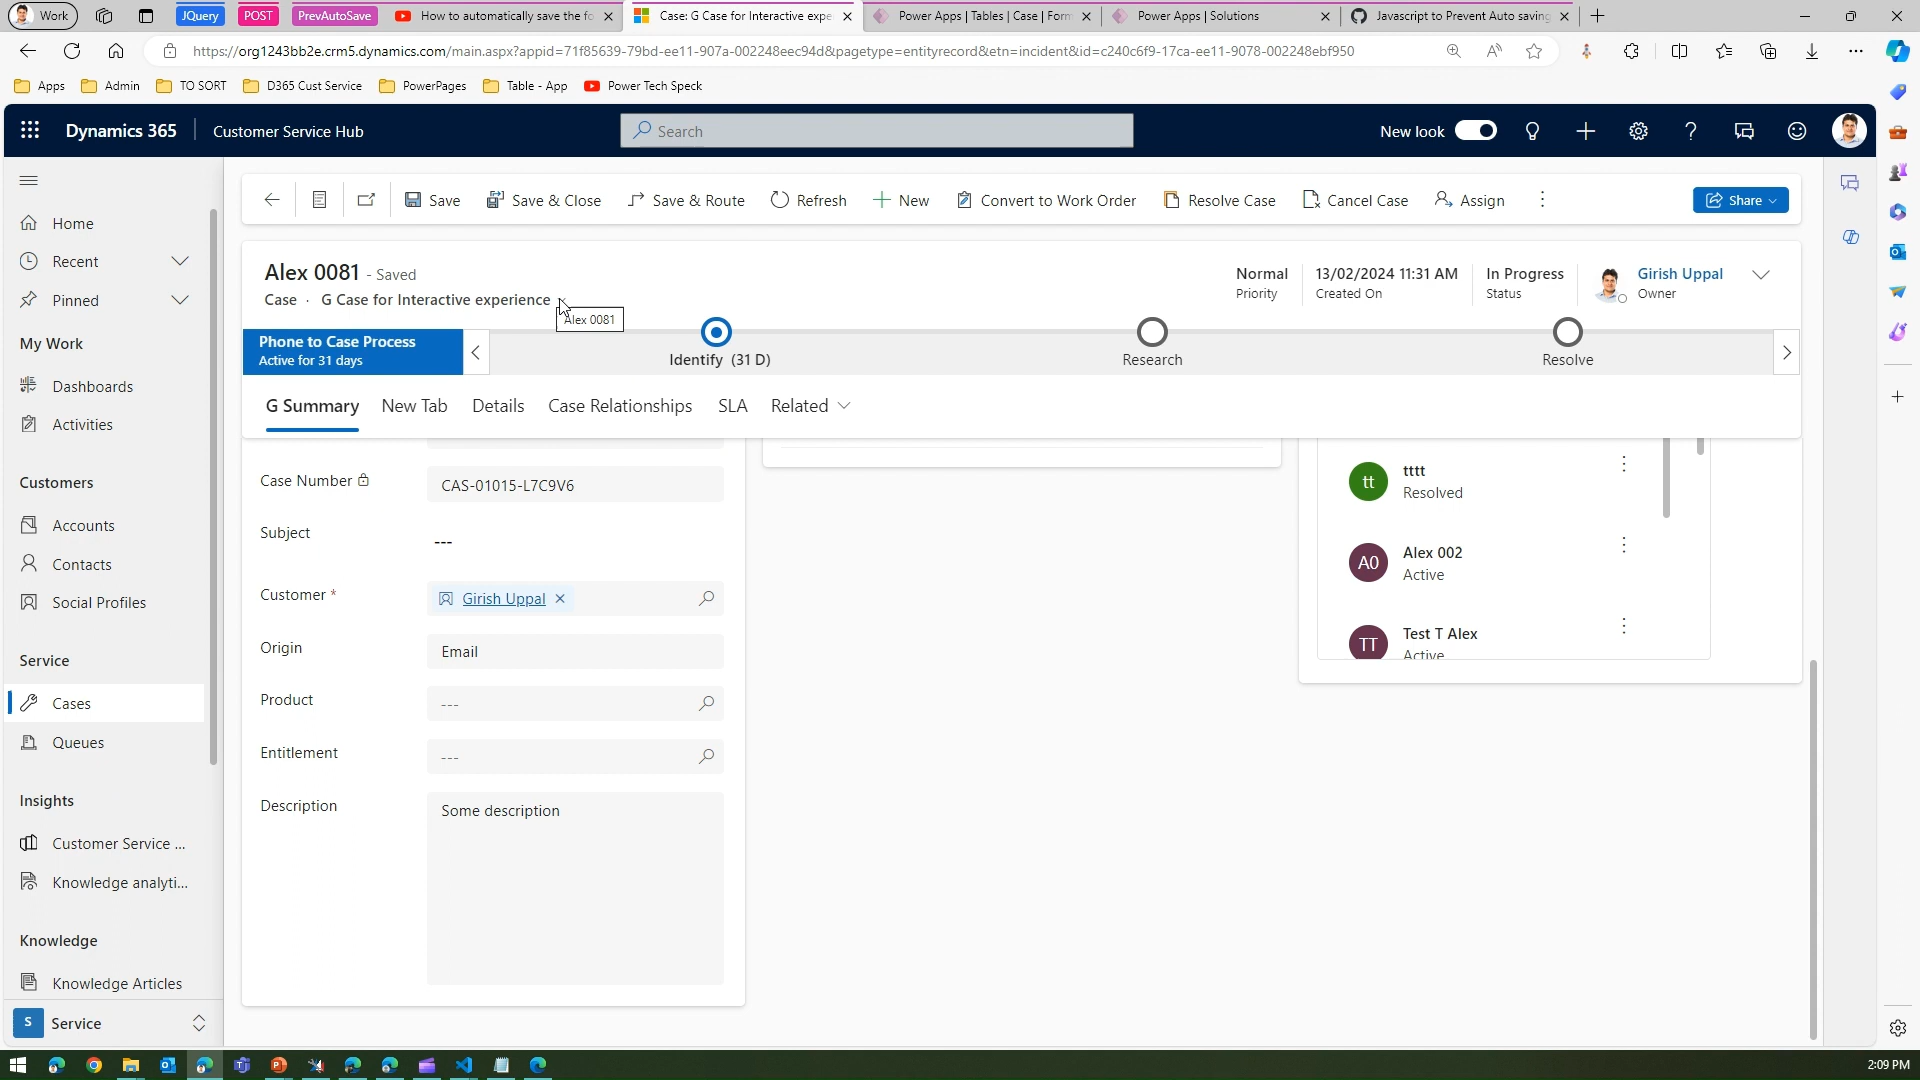 Work
JQuery
POST
PrevAutoSave
How to automatically save the fo
Case: G Case for Interactive expe
Power Apps | Tables | Case | Form
Power Apps | Solutions
Javascript to Prevent Auto saving
https://org1243bb2e.crm5.dynamics.com/main.aspx?appid=71f85639-79bd-ee11-907a-002248eec94d&pagetype=entityrecord&etn=incident&id=c240c6f9-17ca-ee11-9078-002248ebf950
Apps
Admin
TO SORT
D365 Cust Service
PowerPages
Table - App
Power Tech Speck
Dynamics 365
Customer Service Hub
Search
New look
Home
Recent
Pinned
My Work
Dashboards
Activities
Customers
Accounts
Contacts
Social Profiles
Service
Cases
Queues
Insights
Customer Service ...
Knowledge analyti...
Knowledge
Knowledge Articles
S Service
Save
Save & Close
Save & Route
Refresh
New
Convert to Work Order
Resolve Case
Cancel Case
Assign
Share
Alex 0081 - Saved
Case · G Case for Interactive experience
Alex 0081
Normal
Priority
13/02/2024 11:31 AM
Created On
In Progress
Status
Girish Uppal
Owner
Phone to Case Process
Active for 31 days
Identify (31 D)
Research
Resolve
G Summary
New Tab
Details
Case Relationships
SLA
Related
Case Number
CAS-01015-L7C9V6
Subject
---
Customer *
Girish Uppal
Origin
Email
Product
---
Entitlement
---
Description
Some description
tt
tttt
Resolved
A0
Alex 002
Active
TT
Test T Alex
Active
2:09 PM